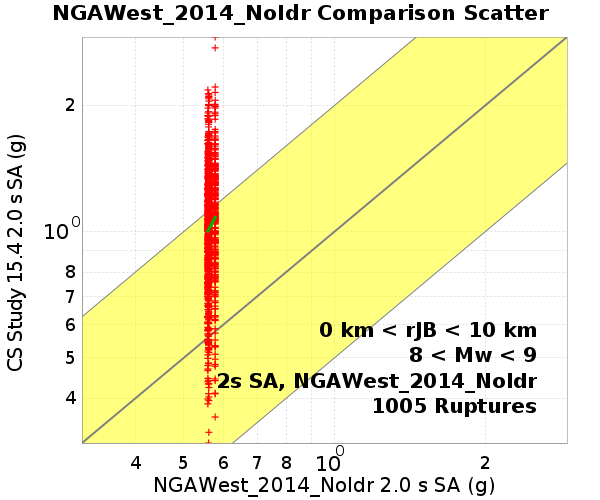 NGAWest_2014_NoIdr Comparison Scatter
CS Study 15.4 2.0 s SA (g)
2
10^0
8
7
6
5
4
0 km < rJB < 10 km
8 < Mw < 9
2s SA, NGAWest_2014_NoIdr
1005 Ruptures
4 5 6 7 8 10^0 2
NGAWest_2014_NoIdr 2.0 s SA (g)